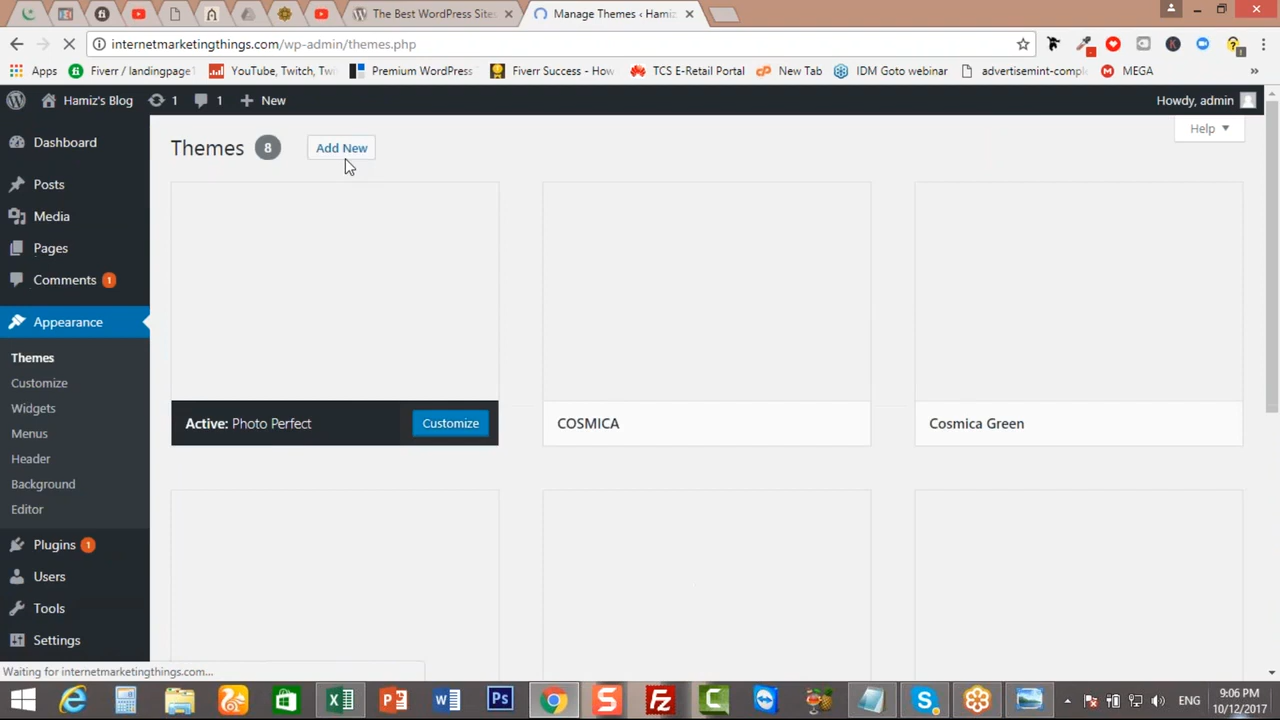 The Best WordPress Sites
Manage Themes ‹ Hamiz
internetmarketingthings.com/wp-admin/themes.php
Apps
Fiverr / landingpage
YouTube, Twitch, Twi
Premium WordPress
Fiverr Success - How
TCS E-Retail Portal
New Tab
IDM Goto webinar
advertisemint-comple
MEGA
»
Hamiz's Blog
1
1
New
Howdy, admin
Help
Dashboard
Posts
Media
Pages
Comments 1
Appearance
Themes
Customize
Widgets
Menus
Header
Background
Editor
Plugins 1
Users
Tools
Settings
Themes 8
Add New
Active: Photo Perfect
Customize
COSMICA
Cosmica Green
Waiting for internetmarketingthings.com...
ENG
9:06 PM
10/12/2017